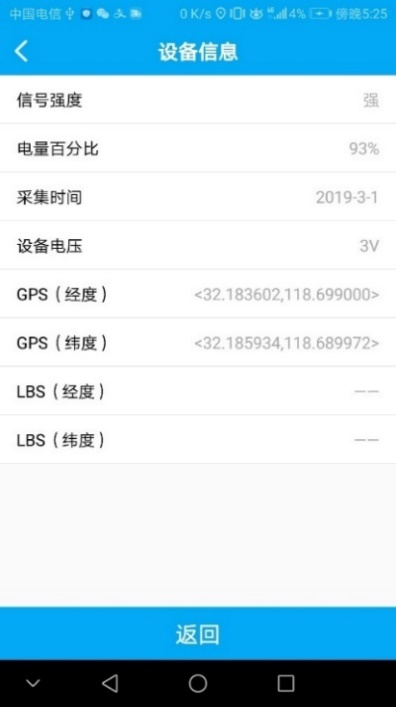 中国电信 0 K/s 4% 傍晚5:25
设备信息
信号强度 强
电量百分比 93%
采集时间 2019-3-1
设备电压 3V
GPS（经度） <32.183602,118.699000>
GPS（纬度） <32.185934,118.689972>
LBS（经度） ——
LBS（纬度） ——
返回